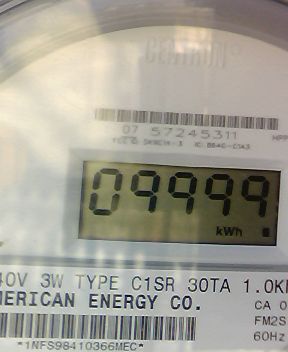 CENTRON®
07 57245311
09999
kWh
40V 3W TYPE C1SR 30TA 1.0K
MERICAN ENERGY CO.
CA 0
FM2S
60Hz
*1NFS98410366MEC*